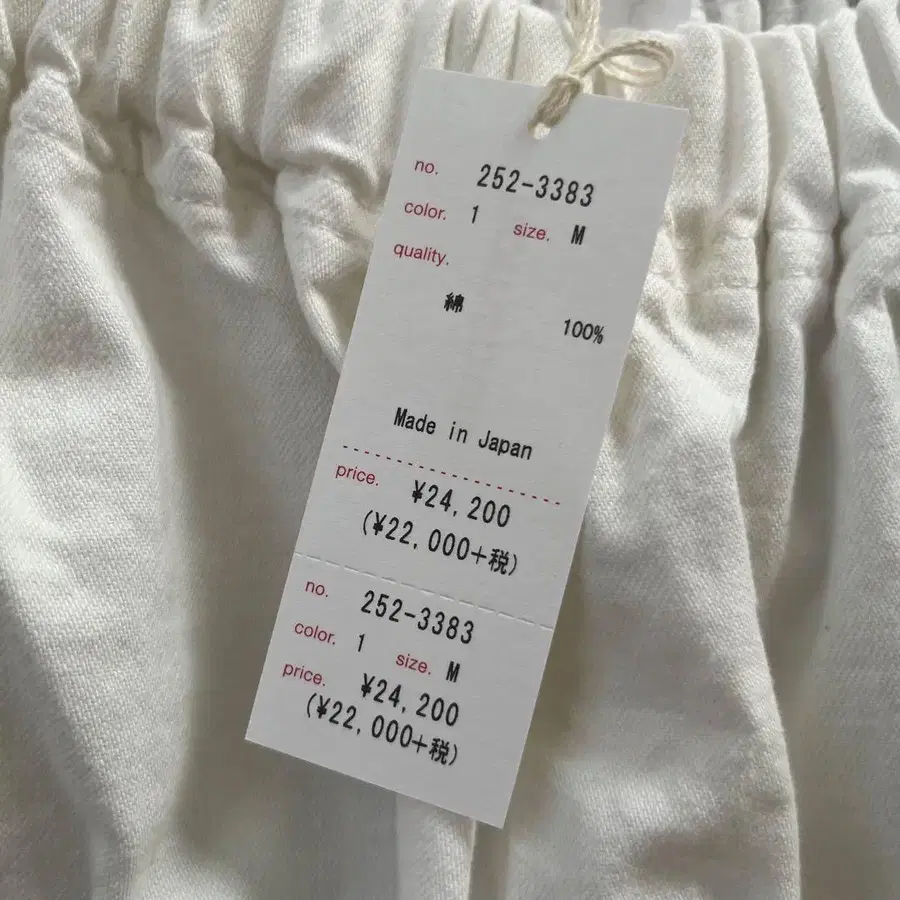 no. 252-3383
color. 1 size. M
quality.
綿 100%
Made in Japan
price. ¥24,200
(¥22,000+税)
no. 252-3383
color. 1 size. M
price. ¥24,200
(¥22,000+税)